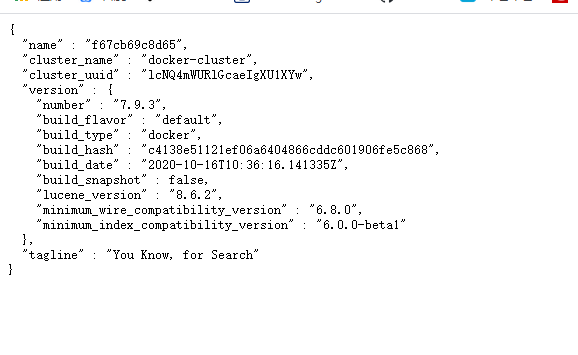 {
  "name" : "f67cb69c8d65",
  "cluster_name" : "docker-cluster",
  "cluster_uuid" : "lcNQ4mWURlGcaeIgXU1XYw",
  "version" : {
    "number" : "7.9.3",
    "build_flavor" : "default",
    "build_type" : "docker",
    "build_hash" : "c4138e51121ef06a6404866cddc601906fe5c868",
    "build_date" : "2020-10-16T10:36:16.141335Z",
    "build_snapshot" : false,
    "lucene_version" : "8.6.2",
    "minimum_wire_compatibility_version" : "6.8.0",
    "minimum_index_compatibility_version" : "6.0.0-beta1"
  },
  "tagline" : "You Know, for Search"
}